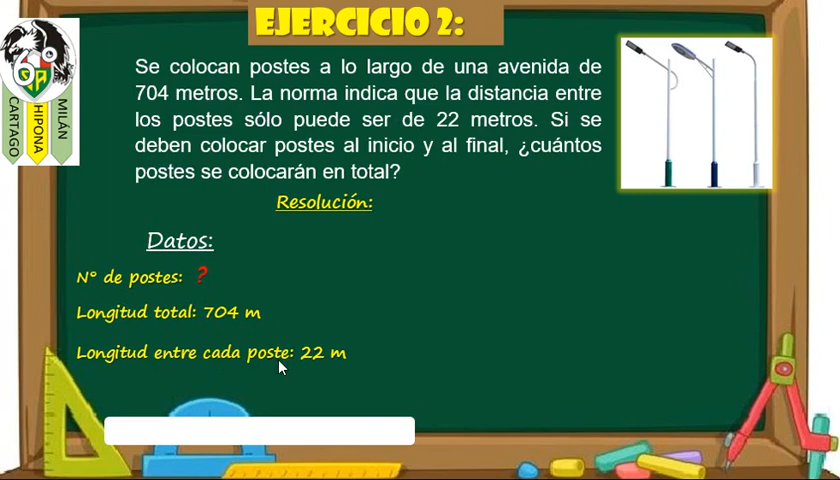 EJERCICIO 2:
Se colocan postes a lo largo de una avenida de
704 metros. La norma indica que la distancia entre
los postes sólo puede ser de 22 metros. Si se
deben colocar postes al inicio y al final, ¿cuántos
postes se colocarán en total?
6
CARTAGO
HIPONA
MILÁN
Resolución:
Datos:
N° de postes: ?
Longitud total: 704 m
Longitud entre cada poste: 22 m